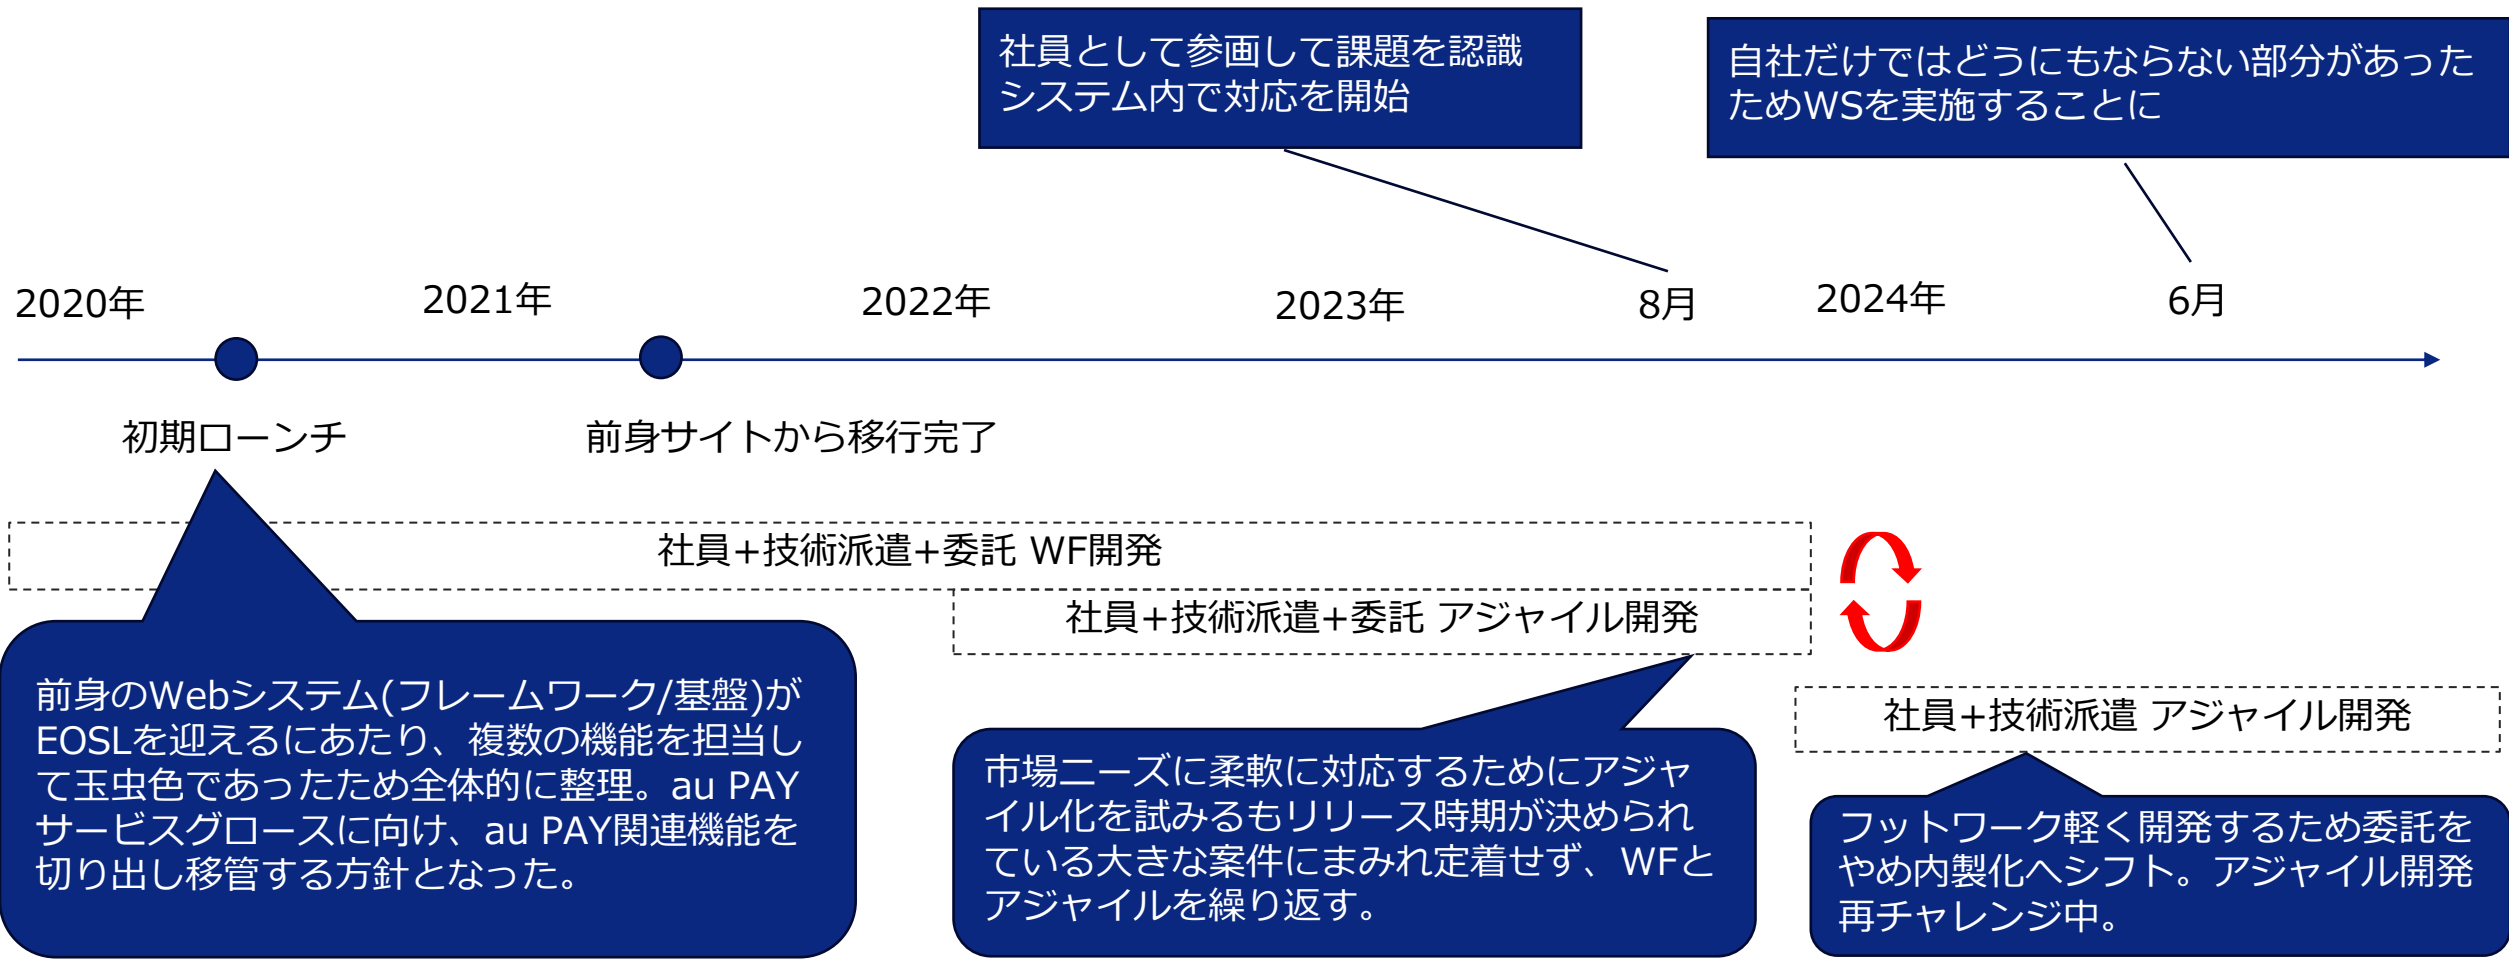 社員として参画して課題を認識
システム内で対応を開始
自社だけではどうにもならない部分があった
ためWSを実施することに
2020年
2021年
2022年
2023年
8月
2024年
6月
初期ローンチ
前身サイトから移行完了
社員+技術派遣+委託 WF開発
社員+技術派遣+委託 アジャイル開発
社員+技術派遣 アジャイル開発
前身のWebシステム(フレームワーク/基盤)が
EOSLを迎えるにあたり、複数の機能を担当し
て玉虫色であったため全体的に整理。au PAY
サービスグロースに向け、au PAY関連機能を
切り出し移管する方針となった。
市場ニーズに柔軟に対応するためにアジャ
イル化を試みるもリリース時期が決められ
ている大きな案件にまみれ定着せず、WFと
アジャイルを繰り返す。
フットワーク軽く開発するため委託を
やめ内製化へシフト。アジャイル開発
再チャレンジ中。